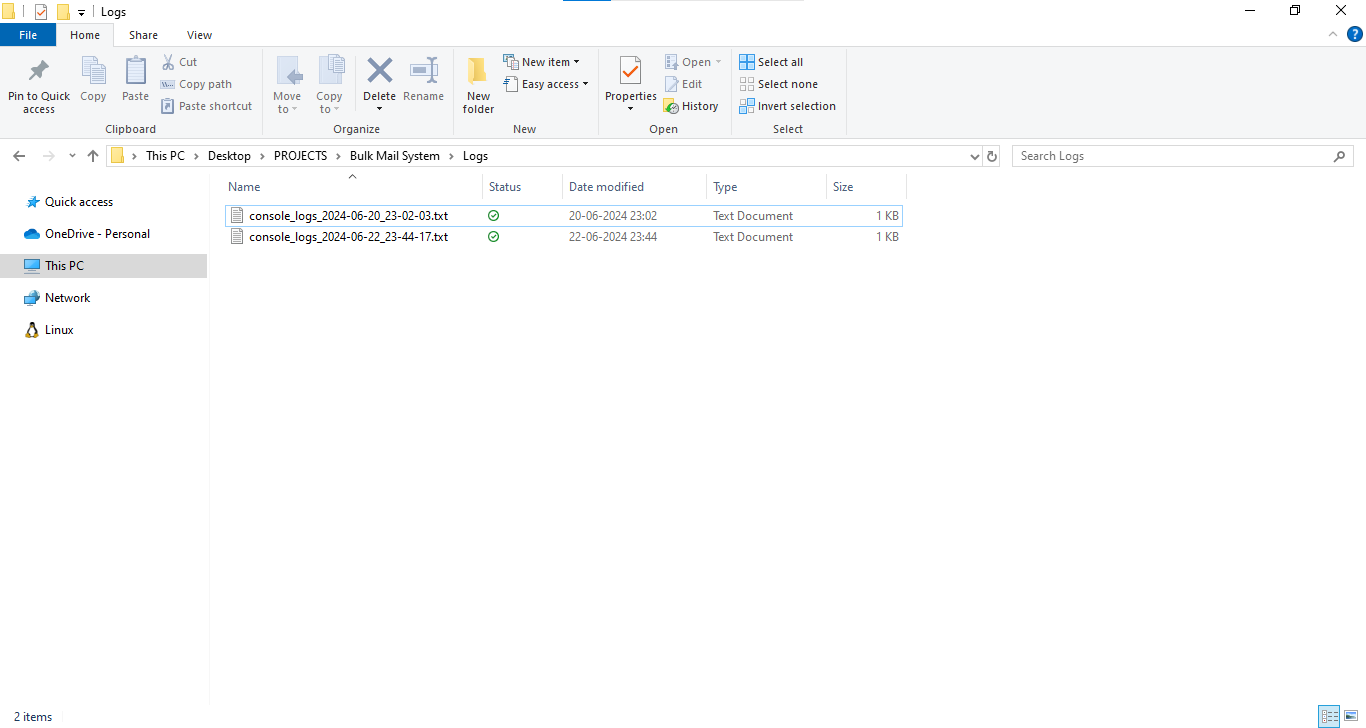 Logs
File Home Share View
Pin to Quick access
Copy
Paste
Cut
Copy path
Paste shortcut
Clipboard
Move to
Copy to
Delete
Rename
Organize
New folder
New item
Easy access
New
Properties
Open
Edit
History
Open
Select all
Select none
Invert selection
Select
This PC > Desktop > PROJECTS > Bulk Mail System > Logs
Search Logs
Quick access
OneDrive - Personal
This PC
Network
Linux
Name Status Date modified Type Size
console_logs_2024-06-20_23-02-03.txt 20-06-2024 23:02 Text Document 1 KB
console_logs_2024-06-22_23-44-17.txt 22-06-2024 23:44 Text Document 1 KB
2 items